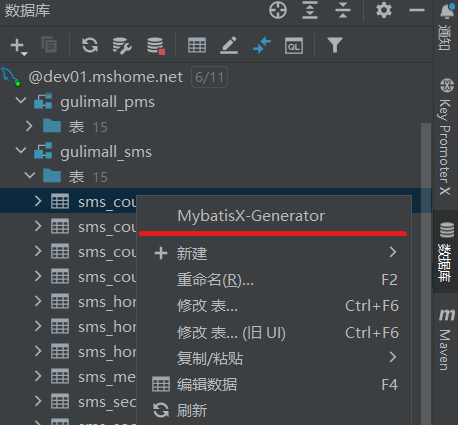 数据库
@dev01.mshome.net 6/11
gulimall_pms
表 15
gulimall_sms
表 15
sms_cou
sms_cou
sms_cou
sms_cou
sms_hor
sms_hor
sms_hor
sms_me
sms_sec
MybatisX-Generator
新建
重命名(R)... F2
修改 表... Ctrl+F6
修改 表... (旧 UI) Ctrl+F6
复制/粘贴
编辑数据 F4
刷新
通知
Key Promoter X
数据库
Maven